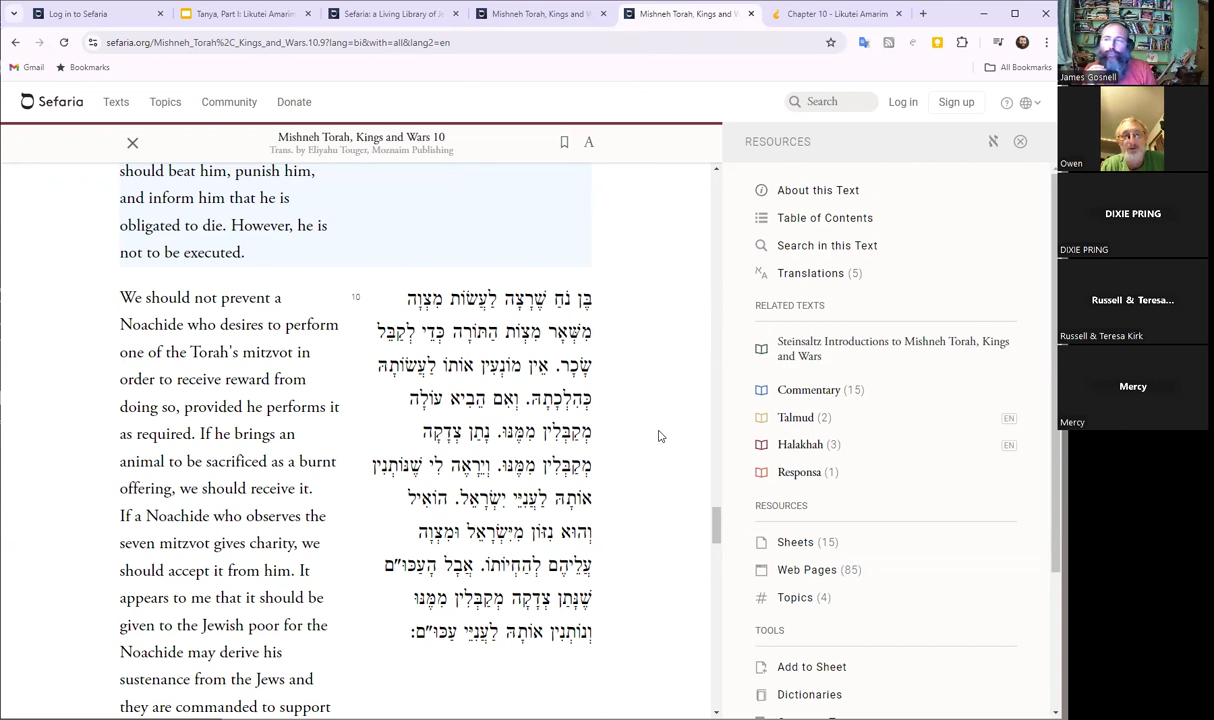 Log in to Sefaria
Tanya, Part I; Likutei Amarim
Sefaria: a Living Library of Je
Mishneh Torah, Kings and W
Mishneh Torah, Kings and W
Chapter 10 - Likutei Amarim
sefaria.org/Mishneh_Torah%2C_Kings_and_Wars.10.9?lang=bi&with=all&lang2=en
Gmail
Bookmarks
All Bookmarks
Sefaria
Texts
Topics
Community
Donate
Search
Log in
Sign up
Mishneh Torah, Kings and Wars 10
Trans. by Eliyahu Touger, Moznaim Publishing
A
should beat him, punish him,
and inform him that he is
obligated to die. However, he is
not to be executed.
We should not prevent a
Noachide who desires to perform
one of the Torah's mitzvot in
order to receive reward from
doing so, provided he performs it
as required. If he brings an
animal to be sacrificed as a burnt
offering, we should receive it.
If a Noachide who observes the
seven mitzvot gives charity, we
should accept it from him. It
appears to me that it should be
given to the Jewish poor for the
Noachide may derive his
sustenance from the Jews and
they are commanded to support
10
בֶּן נֹחַ שֶׁרָצָה לַעֲשׂוֹת מִצְוָה
מִשְּׁאָר מִצְוֹת הַתּוֹרָה כְּדֵי לְקַבֵּל
שָׂכָר. אֵין מוֹנְעִין אוֹתוֹ לַעֲשׂוֹתָהּ
כְּהִלְכָתָהּ. וְאִם הֵבִיא עוֹלָה
מְקַבְּלִין מִמֶּנּוּ. נָתַן צְדָקָה
מְקַבְּלִין מִמֶּנּוּ. וְיֵרָאֶה לִי שֶׁנּוֹתְנִין
אוֹתָהּ לַעֲנִיֵּי יִשְׂרָאֵל. הוֹאִיל
וְהוּא נִזּוֹן מִיִּשְׂרָאֵל וּמִצְוָה
עֲלֵיהֶם לְהַחֲיוֹתוֹ. אֲבָל הָעַכּוּ"ם
שֶׁנָּתַן צְדָקָה מְקַבְּלִין מִמֶּנּוּ
וְנוֹתְנִין אוֹתָהּ לַעֲנִיֵּי עַכּוּ"ם:
RESOURCES
About this Text
Table of Contents
Search in this Text
Translations (5)
RELATED TEXTS
Steinsaltz Introductions to Mishneh Torah, Kings
and Wars
Commentary (15)
Talmud (2)
EN
Halakhah (3)
EN
Responsa (1)
RESOURCES
Sheets (15)
Web Pages (85)
Topics (4)
TOOLS
Add to Sheet
Dictionaries
James Gosnell
Owen
DIXIE PRING
DIXIE PRING
Russell & Teresa...
Russell & Teresa Kirk
Mercy
Mercy